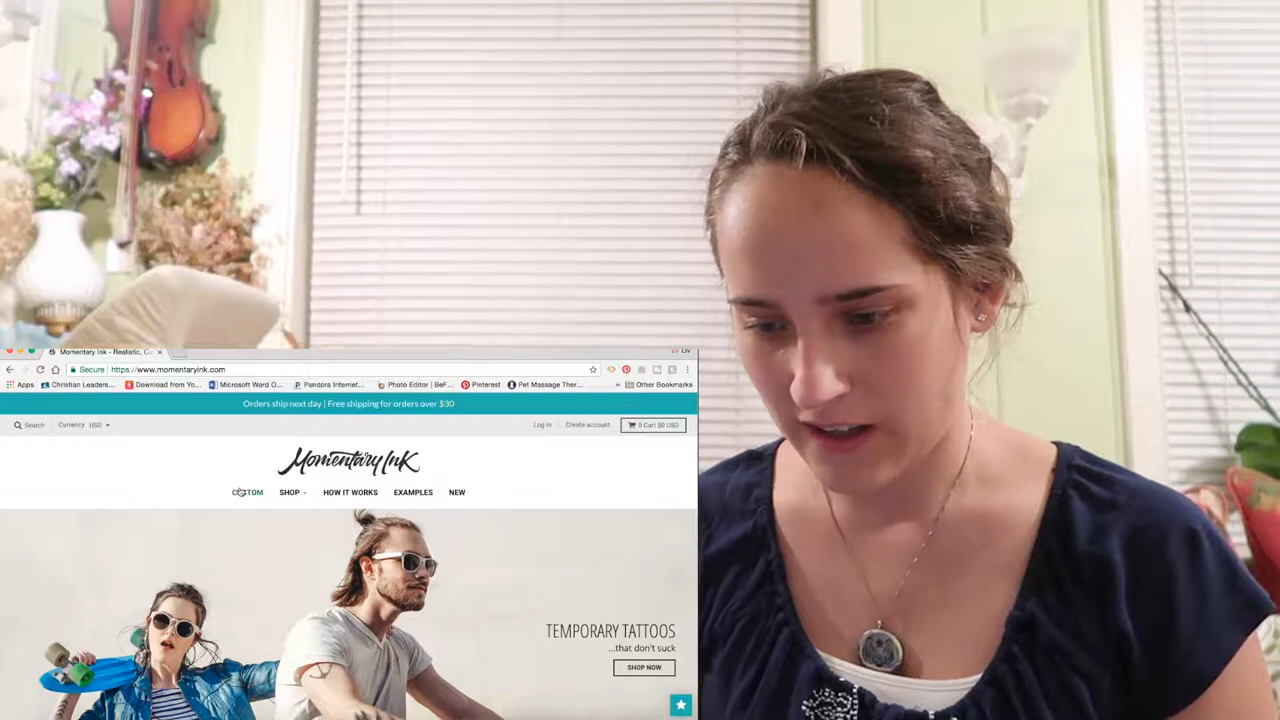 Momentary Ink - Realistic, Cu
Liv
Secure | https://www.momentaryink.com
Apps Christian Leaders... Download from Yo... Microsoft Word O... Pandora Internet... Photo Editor | BeF... Pinterest Pet Massage Ther... » Other Bookmarks
Orders ship next day | Free shipping for orders over $30
Search Currency USD Log in Create account 0 Cart $0 USD
Momentary Ink
CUSTOM SHOP HOW IT WORKS EXAMPLES NEW
TEMPORARY TATTOOS
...that don't suck
SHOP NOW